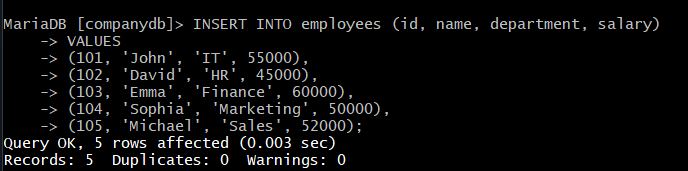 MariaDB [companydb]> INSERT INTO employees (id, name, department, salary)
    -> VALUES
    -> (101, 'John', 'IT', 55000),
    -> (102, 'David', 'HR', 45000),
    -> (103, 'Emma', 'Finance', 60000),
    -> (104, 'Sophia', 'Marketing', 50000),
    -> (105, 'Michael', 'Sales', 52000);
Query OK, 5 rows affected (0.003 sec)
Records: 5  Duplicates: 0  Warnings: 0